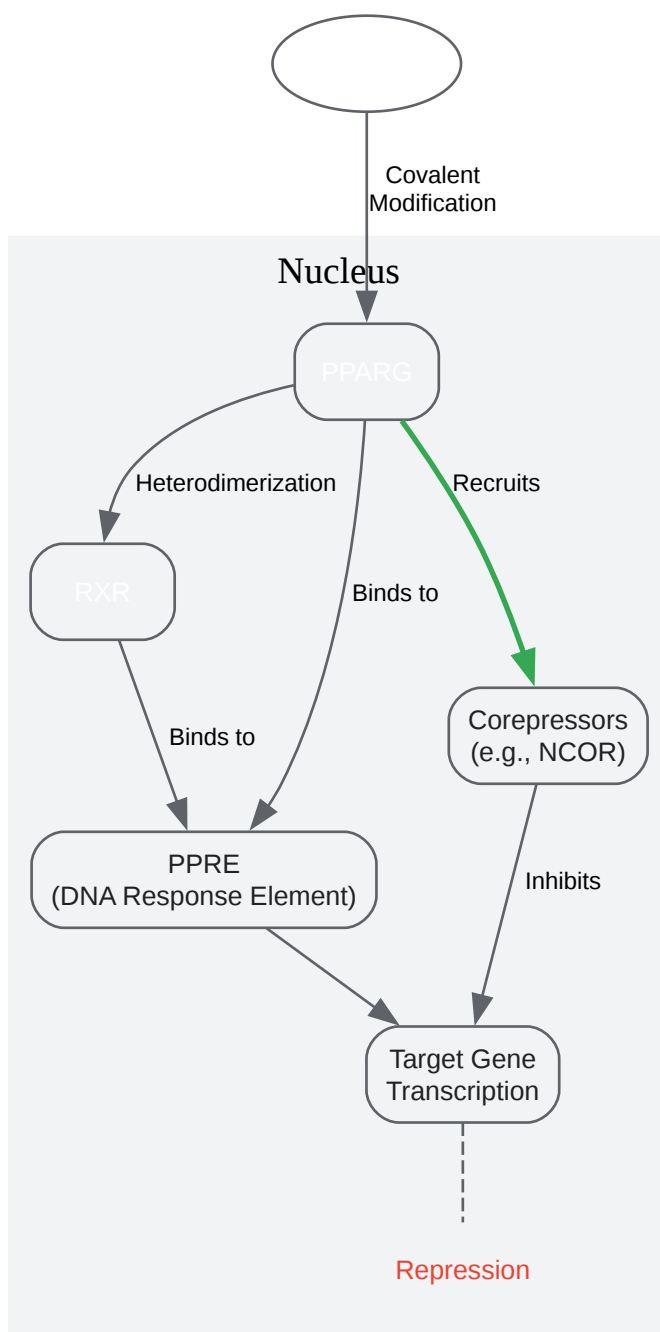 Covalent
Modification
Nucleus
PPARG
Heterodimerization
Recruits
RXR
Binds to
Corepressors
(e.g., NCOR)
Binds to
PPRE
(DNA Response Element)
Inhibits
Target Gene
Transcription
Repression